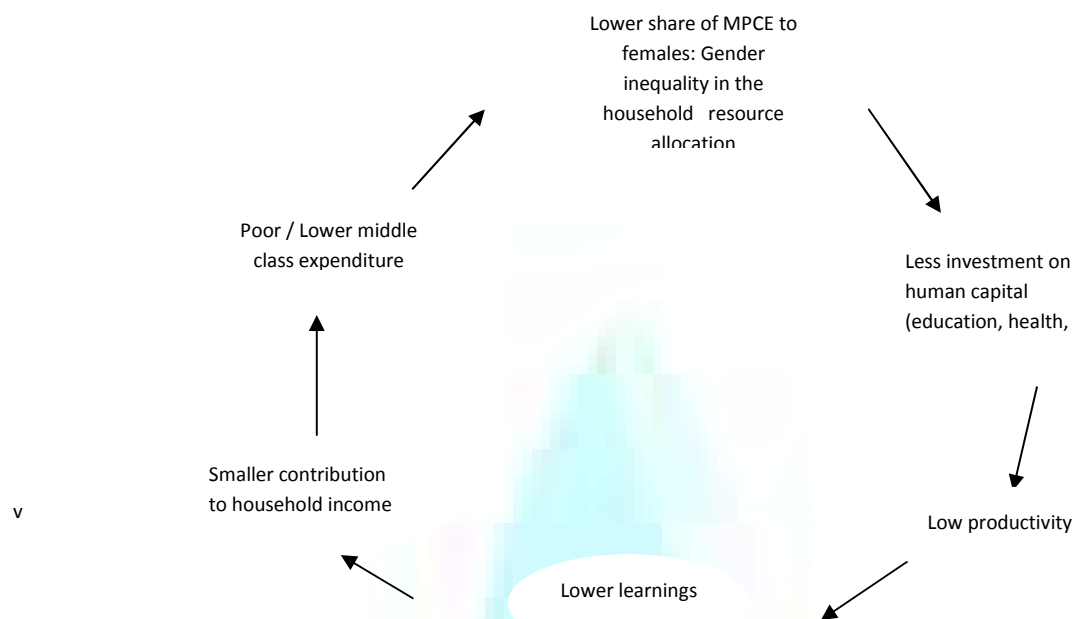 Lower share of MPCE to
females: Gender
inequality in the
household resource
allocation
Poor / Lower middle
class expenditure
Less investment on
human capital
(education, health,
Smaller contribution
to household income
v
Low productivity
Lower learnings